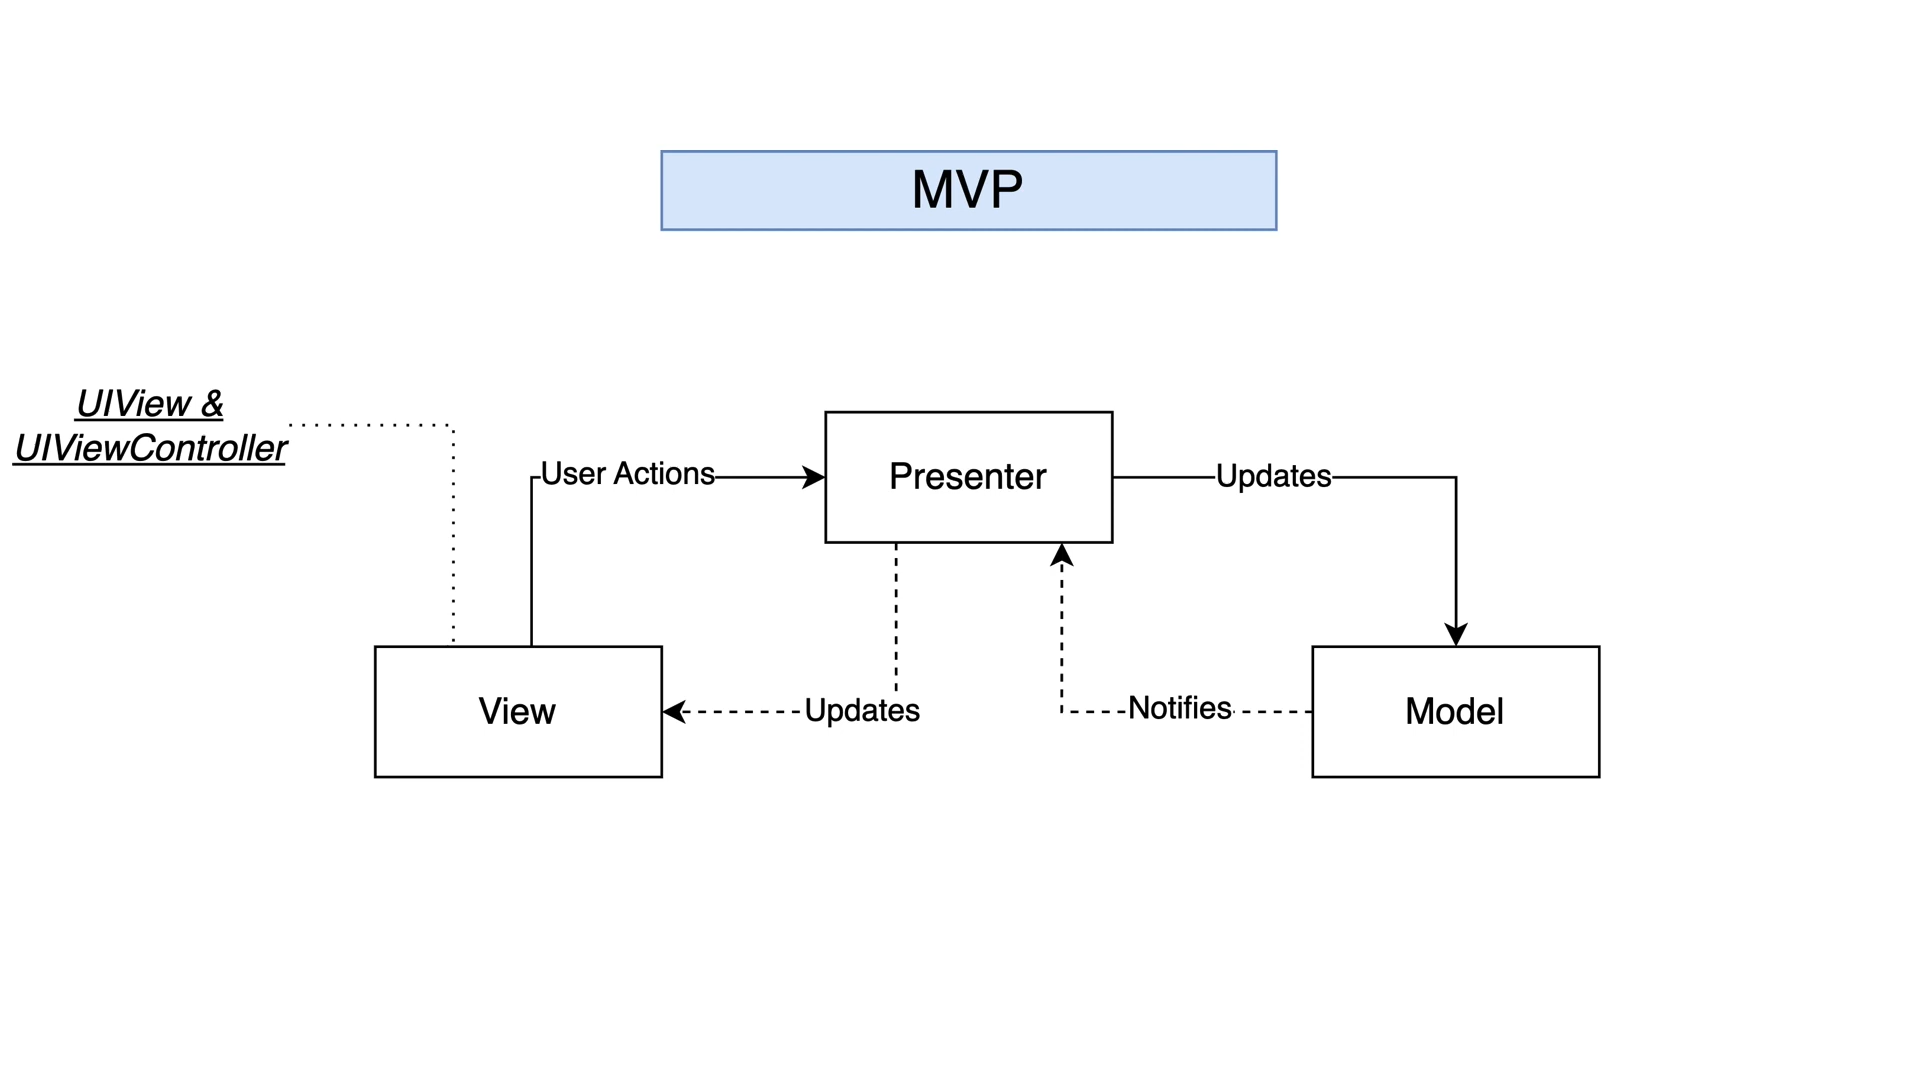 MVP
UIView &
UIViewController
User Actions
Presenter
Updates
View
Updates
Notifies
Model